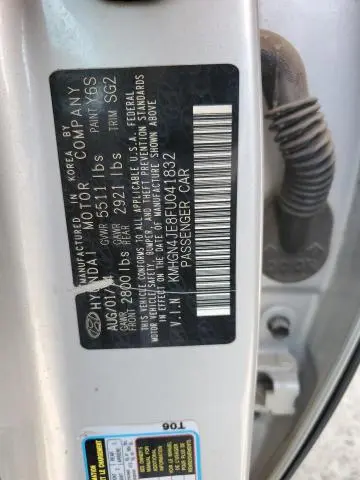 MANUFACTURED IN KOREA BY
HYUNDAI MOTOR COMPANY
AUG/01/14 GVWR 5511 lbs PAINT Y6S
GAWR FRONT 2800 lbs GAWR REAR 2921 lbs TRIM SG2
THIS VEHICLE CONFORMS TO ALL APPLICABLE U.S.A. FEDERAL
MOTOR VEHICLE SAFETY, BUMPER, AND THEFT PREVENTION STANDARDS
IN EFFECT ON THE DATE OF MANUFACTURE SHOWN ABOVE.
V.I.N : KMHGN4JE8FU041832
PASSENGER CAR
T06